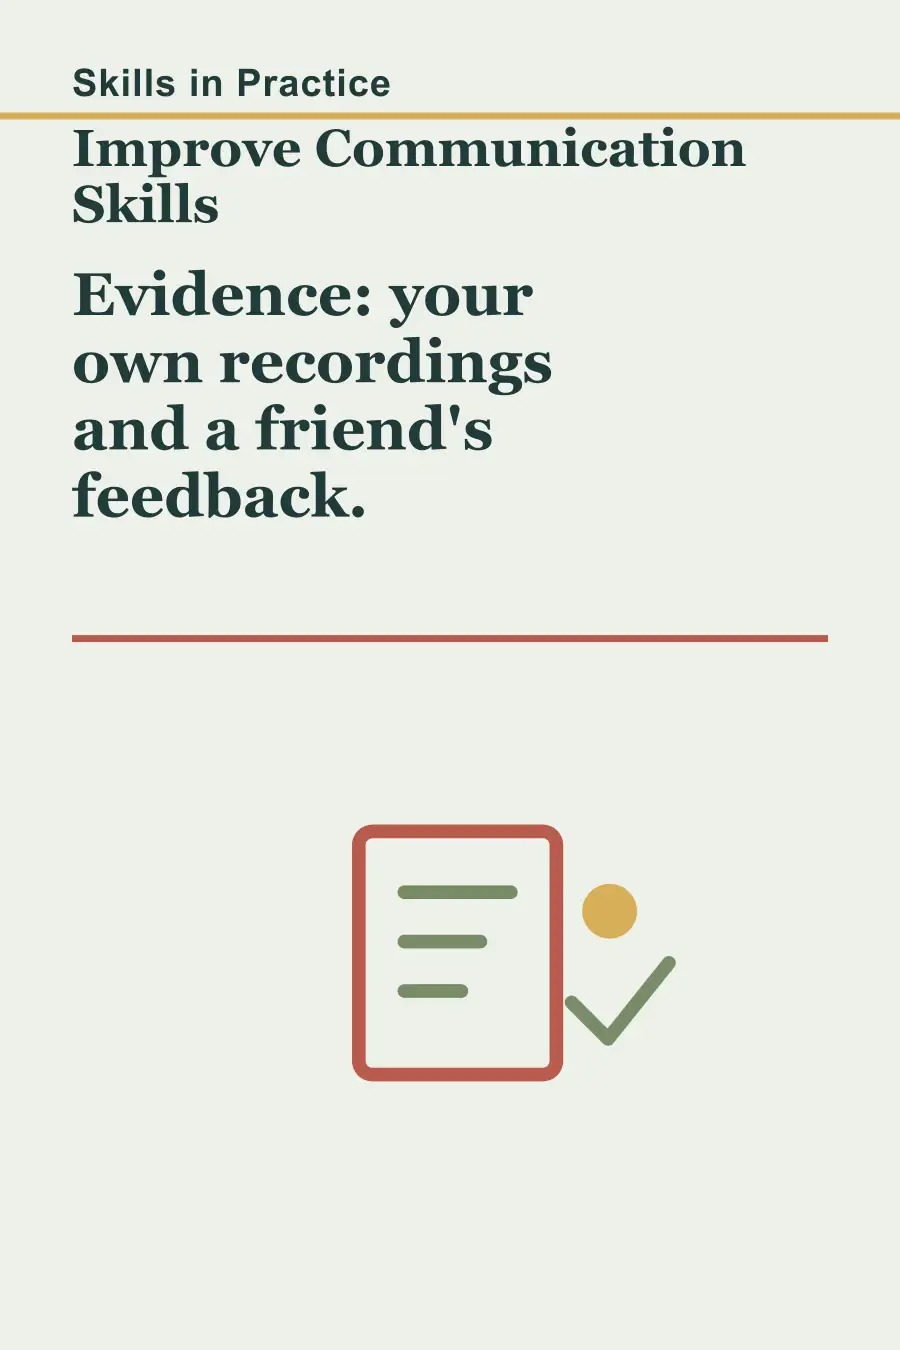 Skills in Practice
Improve Communication
Skills
Evidence: your
own recordings
and a friend's
feedback.